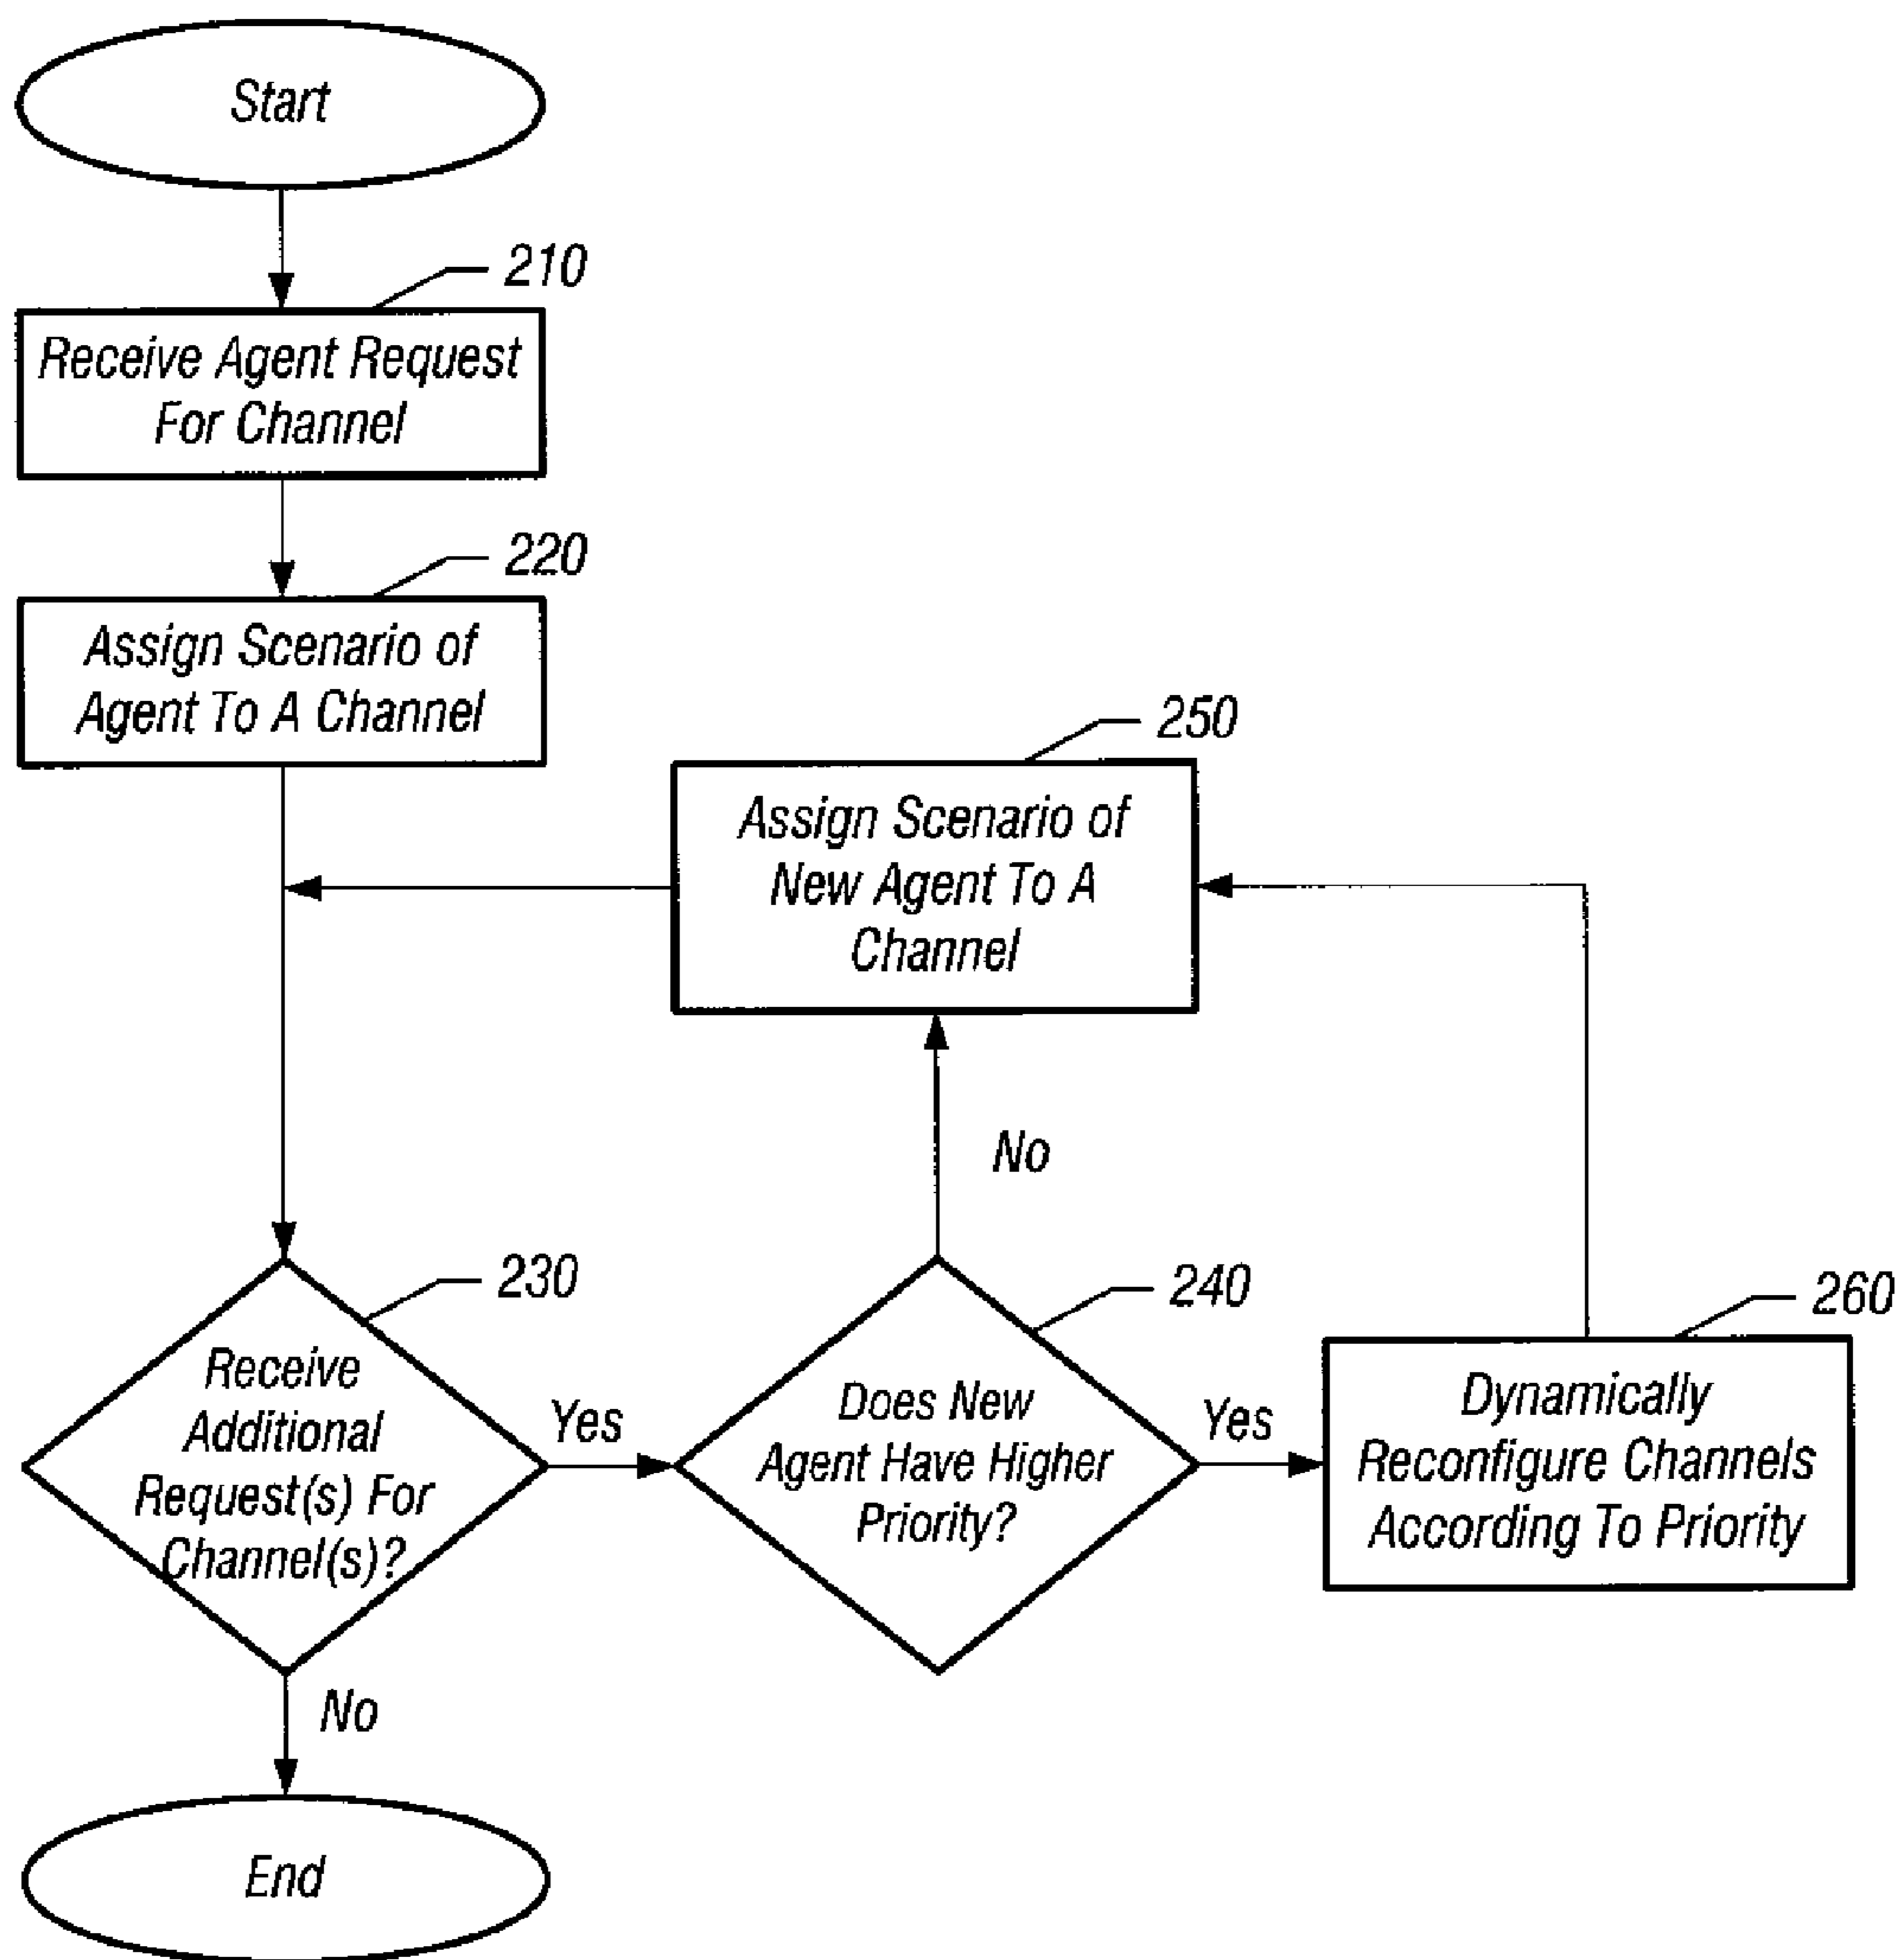 Start
210
Receive Agent Request
For Channel
220
Assign Scenario of
Agent To A Channel
250
Assign Scenario of
New Agent To A
Channel
No
230
Receive
Additional
Request(s) For
Channel(s)?
Yes
240
Does New
Agent Have Higher
Priority?
Yes
260
Dynamically
Reconfigure Channels
According To Priority
No
End